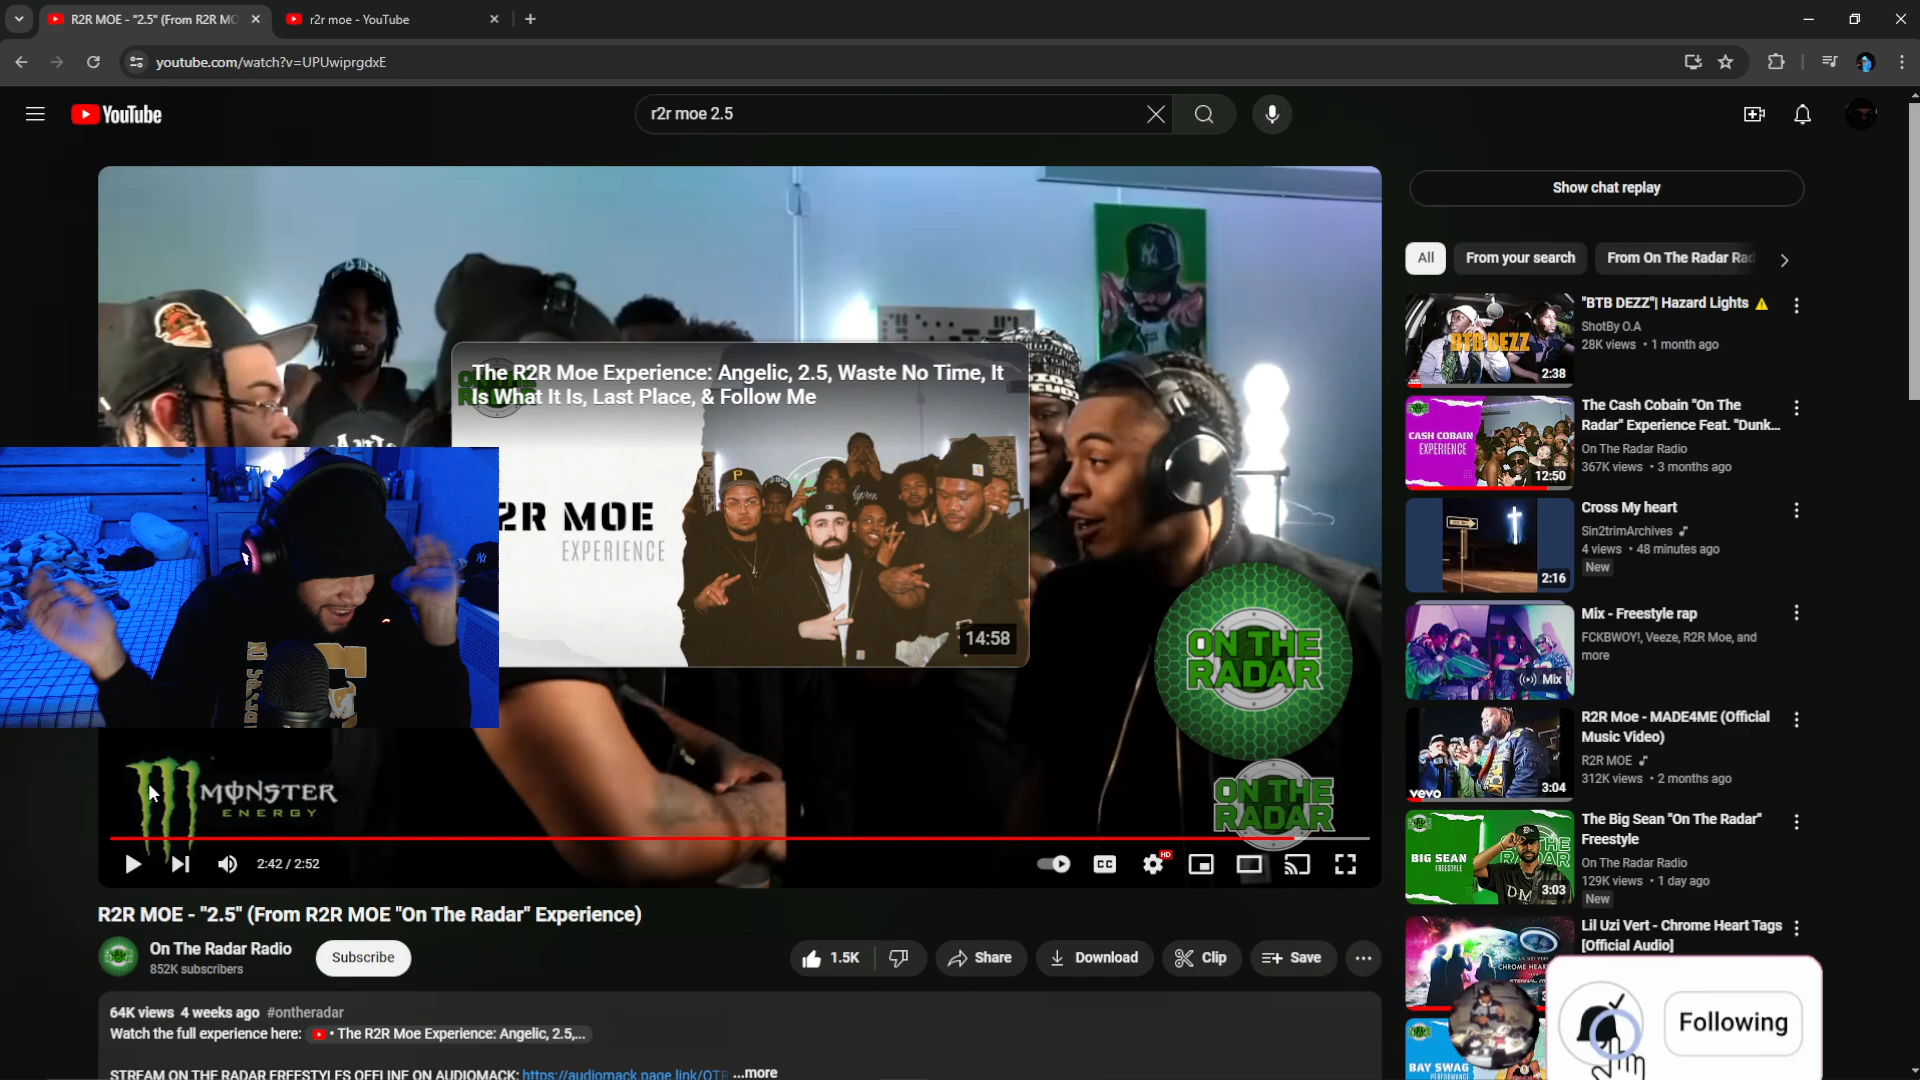 R2R MOE - "2.5" (From R2R MO
r2r moe - YouTube
youtube.com/watch?v=UPUwiprgdxE
YouTube
r2r moe 2.5
Show chat replay
All
From your search
From On The Radar Rad
The R2R Moe Experience: Angelic, 2.5, Waste No Time, It
Is What It Is, Last Place, & Follow Me
2R MOE
EXPERIENCE
14:58
ON THE
RADAR
ON THE
RADAR
MONSTER
ENERGY
2:42 / 2:52
CC
HD
R2R MOE - "2.5" (From R2R MOE "On The Radar" Experience)
On The Radar Radio
852K subscribers
Subscribe
1.5K
Share
Download
Clip
Save
64K views 4 weeks ago #ontheradar
Watch the full experience here: • The R2R Moe Experience: Angelic, 2.5,...
STREAM ON THE RADAR FREESTYLES OFFLINE ON AUDIOMACK: https://audiomack.page.link/OTR ...more
"BTB DEZZ"| Hazard Lights ⚠
ShotBy O.A
28K views • 1 month ago
BTB DEZZ
2:38
The Cash Cobain "On The
Radar" Experience Feat. "Dunk...
On The Radar Radio
367K views • 3 months ago
CASH COBAIN
EXPERIENCE
12:50
Cross My heart
Sin2trimArchives
4 views • 48 minutes ago
New
2:16
Mix - Freestyle rap
FCKBWOY!, Veeze, R2R Moe, and
more
Mix
R2R Moe - MADE4ME (Official
Music Video)
R2R MOE
312K views • 2 months ago
vevo
3:04
The Big Sean "On The Radar"
Freestyle
On The Radar Radio
129K views • 1 day ago
New
BIG SEAN
FREESTYLE
3:03
Lil Uzi Vert - Chrome Heart Tags
[Official Audio]
BAY SWAG
Following